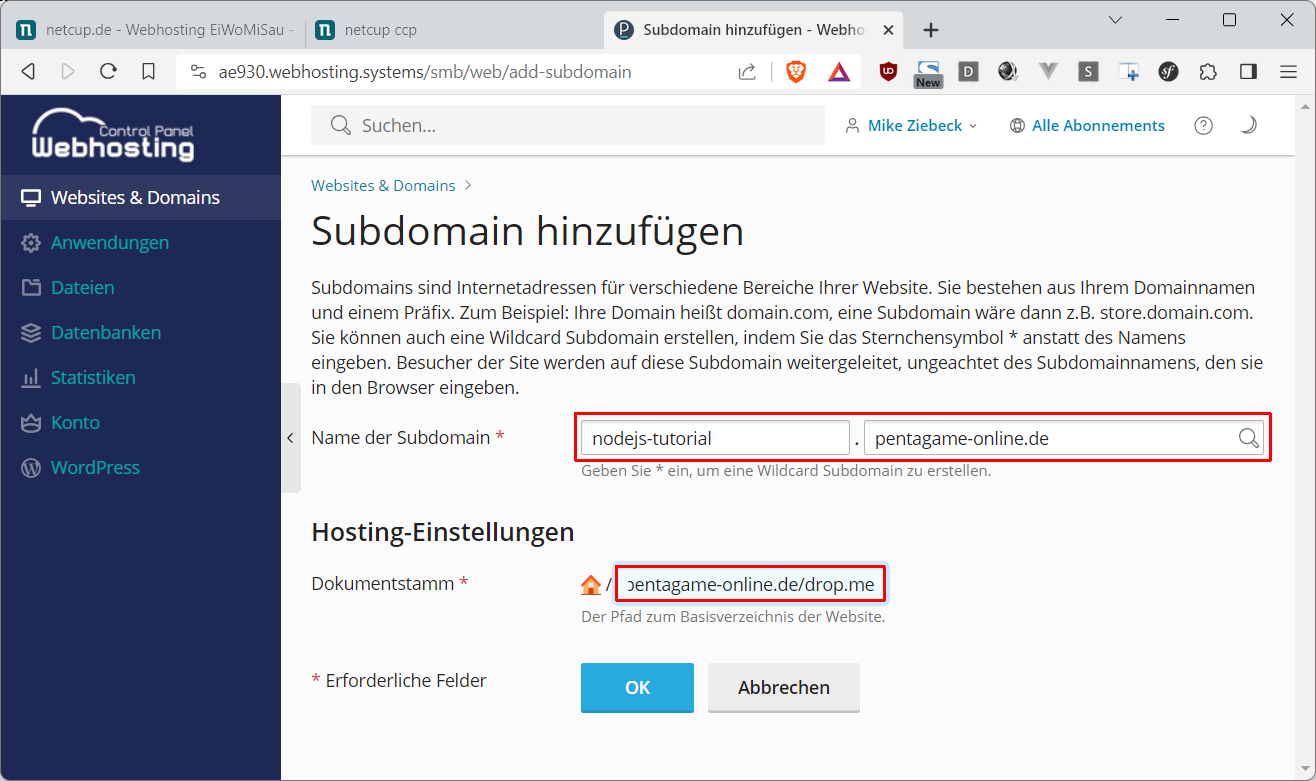 netcup.de - Webhosting EiWoMiSau -
netcup ccp
Subdomain hinzufügen - Webho
ae930.webhosting.systems/smb/web/add-subdomain
New
Control Panel
Webhosting
Suchen...
Mike Ziebeck
Alle Abonnements
Websites & Domains
Anwendungen
Dateien
Datenbanken
Statistiken
Konto
WordPress
Websites & Domains >
Subdomain hinzufügen
Subdomains sind Internetadressen für verschiedene Bereiche Ihrer Website. Sie bestehen aus Ihrem Domainnamen
und einem Präfix. Zum Beispiel: Ihre Domain heißt domain.com, eine Subdomain wäre dann z.B. store.domain.com.
Sie können auch eine Wildcard Subdomain erstellen, indem Sie das Sternchensymbol * anstatt des Namens
eingeben. Besucher der Site werden auf diese Subdomain weitergeleitet, ungeachtet des Subdomainnamens, den sie
in den Browser eingeben.
Name der Subdomain * nodejs-tutorial . pentagame-online.de
Geben Sie * ein, um eine Wildcard Subdomain zu erstellen.
Hosting-Einstellungen
Dokumentstamm * / pentagame-online.de/drop.me
Der Pfad zum Basisverzeichnis der Website.
* Erforderliche Felder
OK
Abbrechen